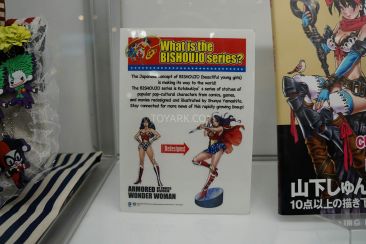 What is the
BISHOUJO series?
The Japanese concept of BISHOUJO (beautiful young girls)
is making its way to the world!
The BISHOUJO series is Kotobukiya's series of statues of
popular pop-cultural characters from comics, games,
and movies redesigned and illustrated by Shunya Yamashita.
Stay connected for more news of this rapidly growing lineup!
TOYARK.COM
Redesigned!
ARMORED
WONDER WOMAN
山下しゅん
10点以上の描き下